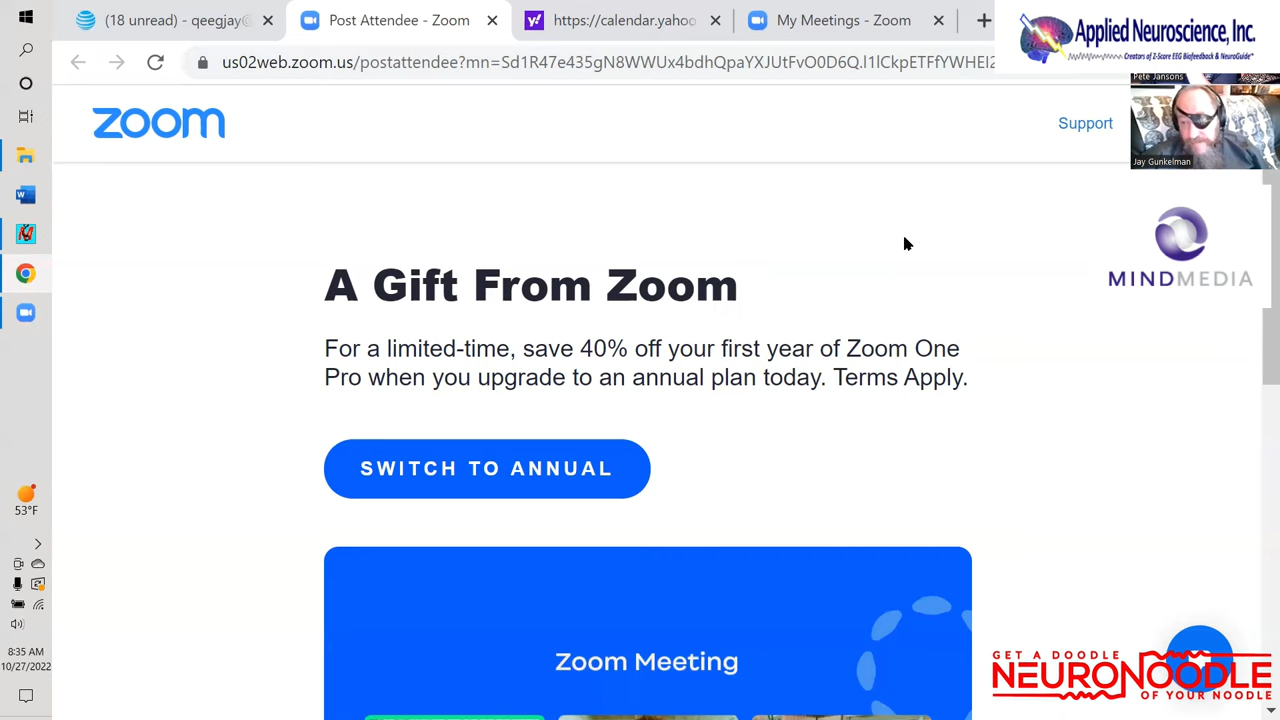 (18 unread) - qeegjay@
Post Attendee - Zoom
https://calendar.yahoo
My Meetings - Zoom
us02web.zoom.us/postattendee?mn=Sd1R47e435gN8WWUx4bdhQpaYXJUtFvO0D6Q.l1lCkpETFfYWHEI2
Applied Neuroscience, Inc.
Creators of Z-Score EEG Biofeedback & NeuroGuide
Pete Jansons
zoom
Support
Jay Gunkelman
MINDMEDIA
A Gift From Zoom
For a limited-time, save 40% off your first year of Zoom One
Pro when you upgrade to an annual plan today. Terms Apply.
SWITCH TO ANNUAL
53°F
Zoom Meeting
8:35 AM
10/27/2022
GET A DOODLE
NEURONOODLE
OF YOUR NOODLE